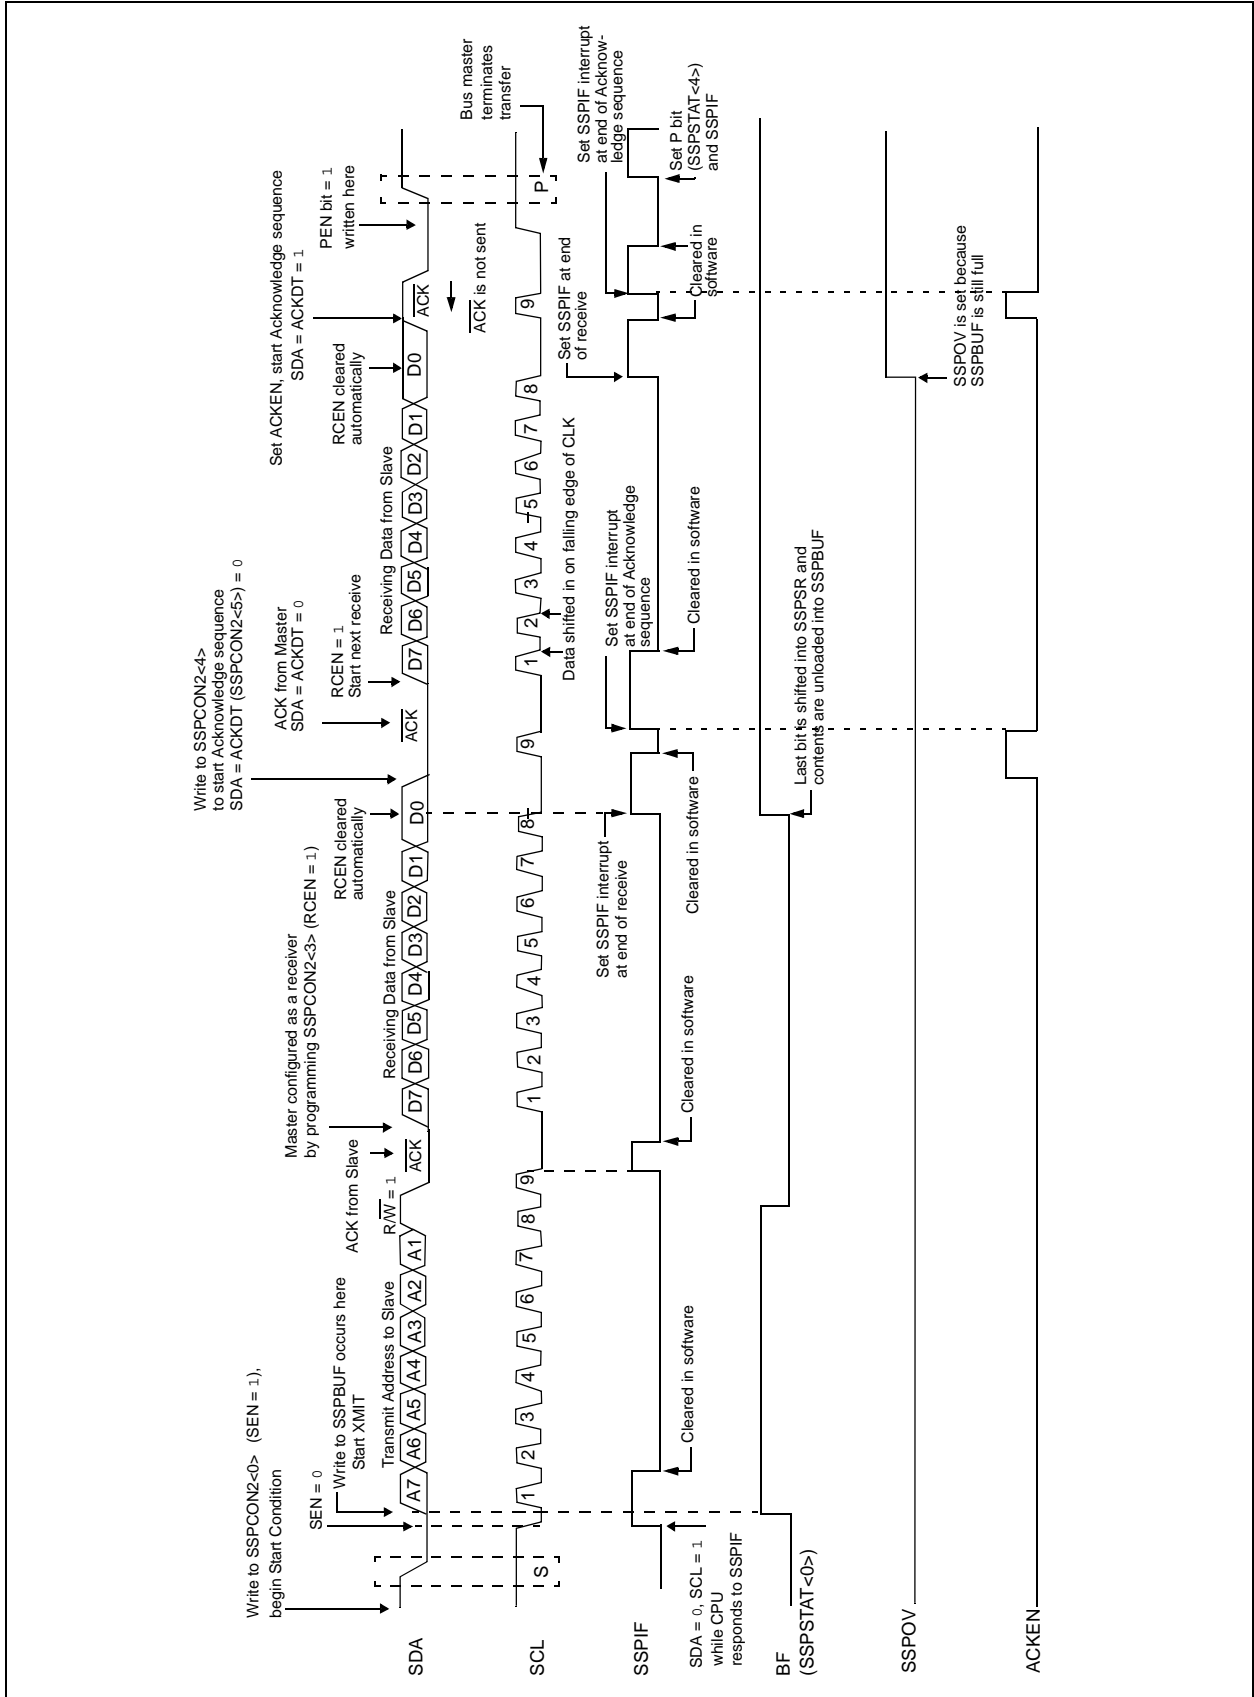 Write to SSPCON2<0> (SEN = 1),
begin Start Condition
SEN = 0
Write to SSPBUF occurs here
Start XMIT
Transmit Address to Slave
ACK from Slave
Master configured as a receiver
by programming SSPCON2<3> (RCEN = 1)
Receiving Data from Slave
RCEN cleared
automatically
Write to SSPCON2<4>
to start Acknowledge sequence
SDA = ACKDT (SSPCON2<5>) = 0
ACK from Master
SDA = ACKDT = 0
RCEN = 1
Start next receive
Receiving Data from Slave
RCEN cleared
automatically
Set ACKEN, start Acknowledge sequence
SDA = ACKDT = 1
PEN bit = 1
written here
SDA
A7 A6 A5 A4 A3 A2 A1 R/W = 1 ACK D7 D6 D5 D4 D3 D2 D1 D0 ACK D7 D6 D5 D4 D3 D2 D1 D0 ACK
ACK is not sent
Bus master
terminates
transfer
SCL
S 1 2 3 4 5 6 7 8 9 1 2 3 4 5 6 7 8 9 1 2 3 4 5 6 7 8 9 P
Data shifted in on falling edge of CLK
Set SSPIF interrupt
at end of receive
Set SSPIF interrupt
at end of Acknowledge
sequence
Set SSPIF at end
of receive
Set SSPIF interrupt
at end of Acknow-
ledge sequence
SSPIF
SDA = 0, SCL = 1
while CPU
responds to SSPIF
Cleared in software
Cleared in software
Cleared in software
Cleared in software
Cleared in
software
Set P bit
(SSPSTAT<4>)
and SSPIF
BF
(SSPSTAT<0>)
Last bit is shifted into SSPSR and
contents are unloaded into SSPBUF
SSPOV
SSPOV is set because
SSPBUF is still full
ACKEN